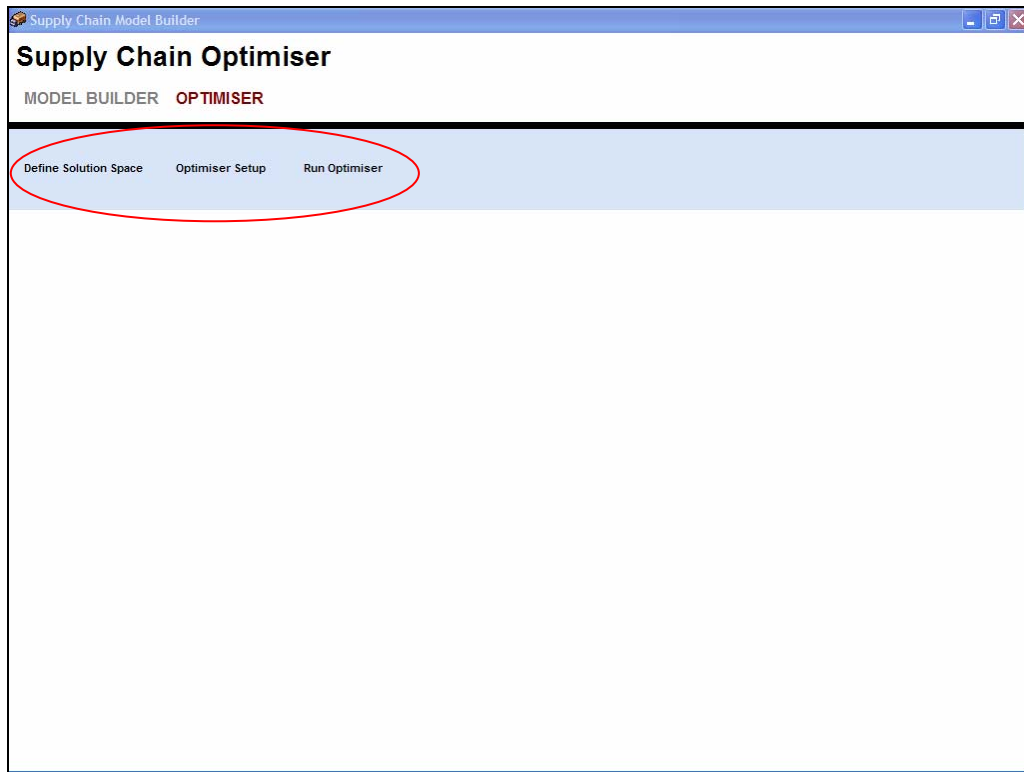 Supply Chain Model Builder
Supply Chain Optimiser
MODEL BUILDER OPTIMISER
Define Solution Space Optimiser Setup Run Optimiser